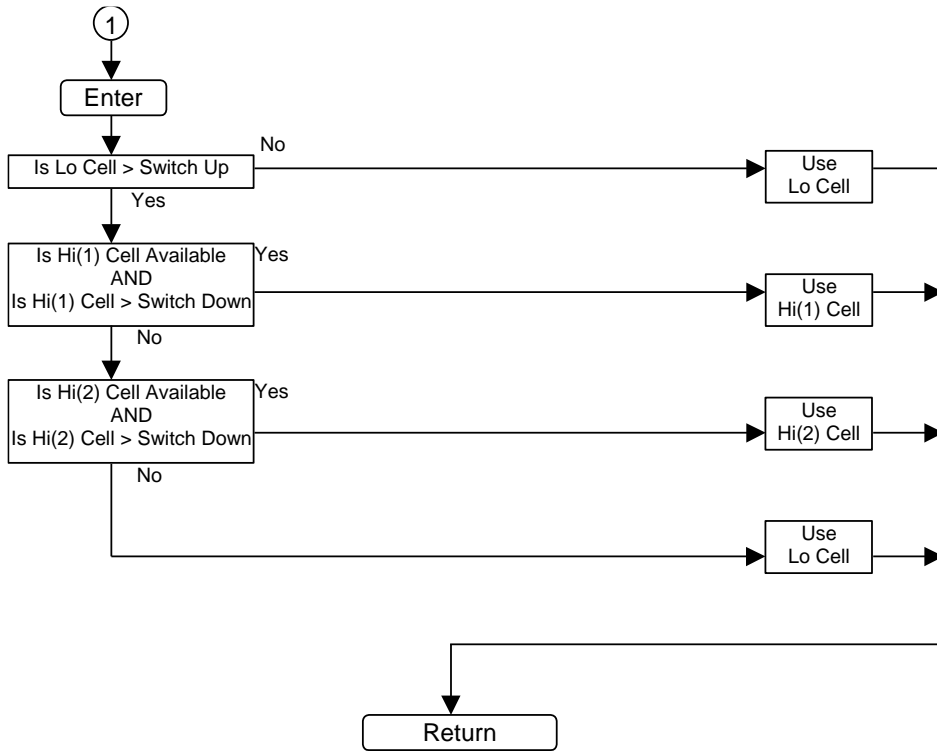 1
Enter
Is Lo Cell > Switch Up
No
Use
Lo Cell
Yes
Is Hi(1) Cell Available
AND
Is Hi(1) Cell > Switch Down
Yes
Use
Hi(1) Cell
No
Is Hi(2) Cell Available
AND
Is Hi(2) Cell > Switch Down
Yes
Use
Hi(2) Cell
No
Use
Lo Cell
Return